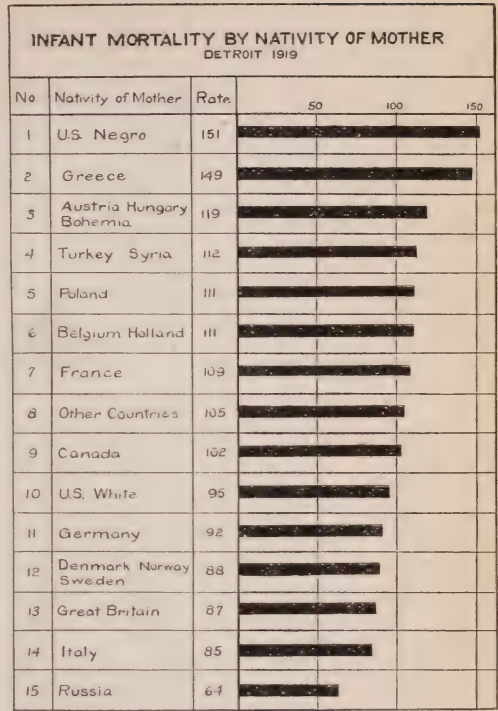 INFANT MORTALITY BY NATIVITY OF MOTHER
DETROIT 1919
No. Nativity of Mother Rate. 50 100 150
1 U.S. Negro 151
2 Greece 149
3 Austria Hungary Bohemia 119
4 Turkey Syria 112
5 Poland 111
6 Belgium Holland 111
7 France 109
8 Other Countries 105
9 Canada 102
10 U.S. White 95
11 Germany 92
12 Denmark Norway Sweden 88
13 Great Britain 87
14 Italy 85
15 Russia 64